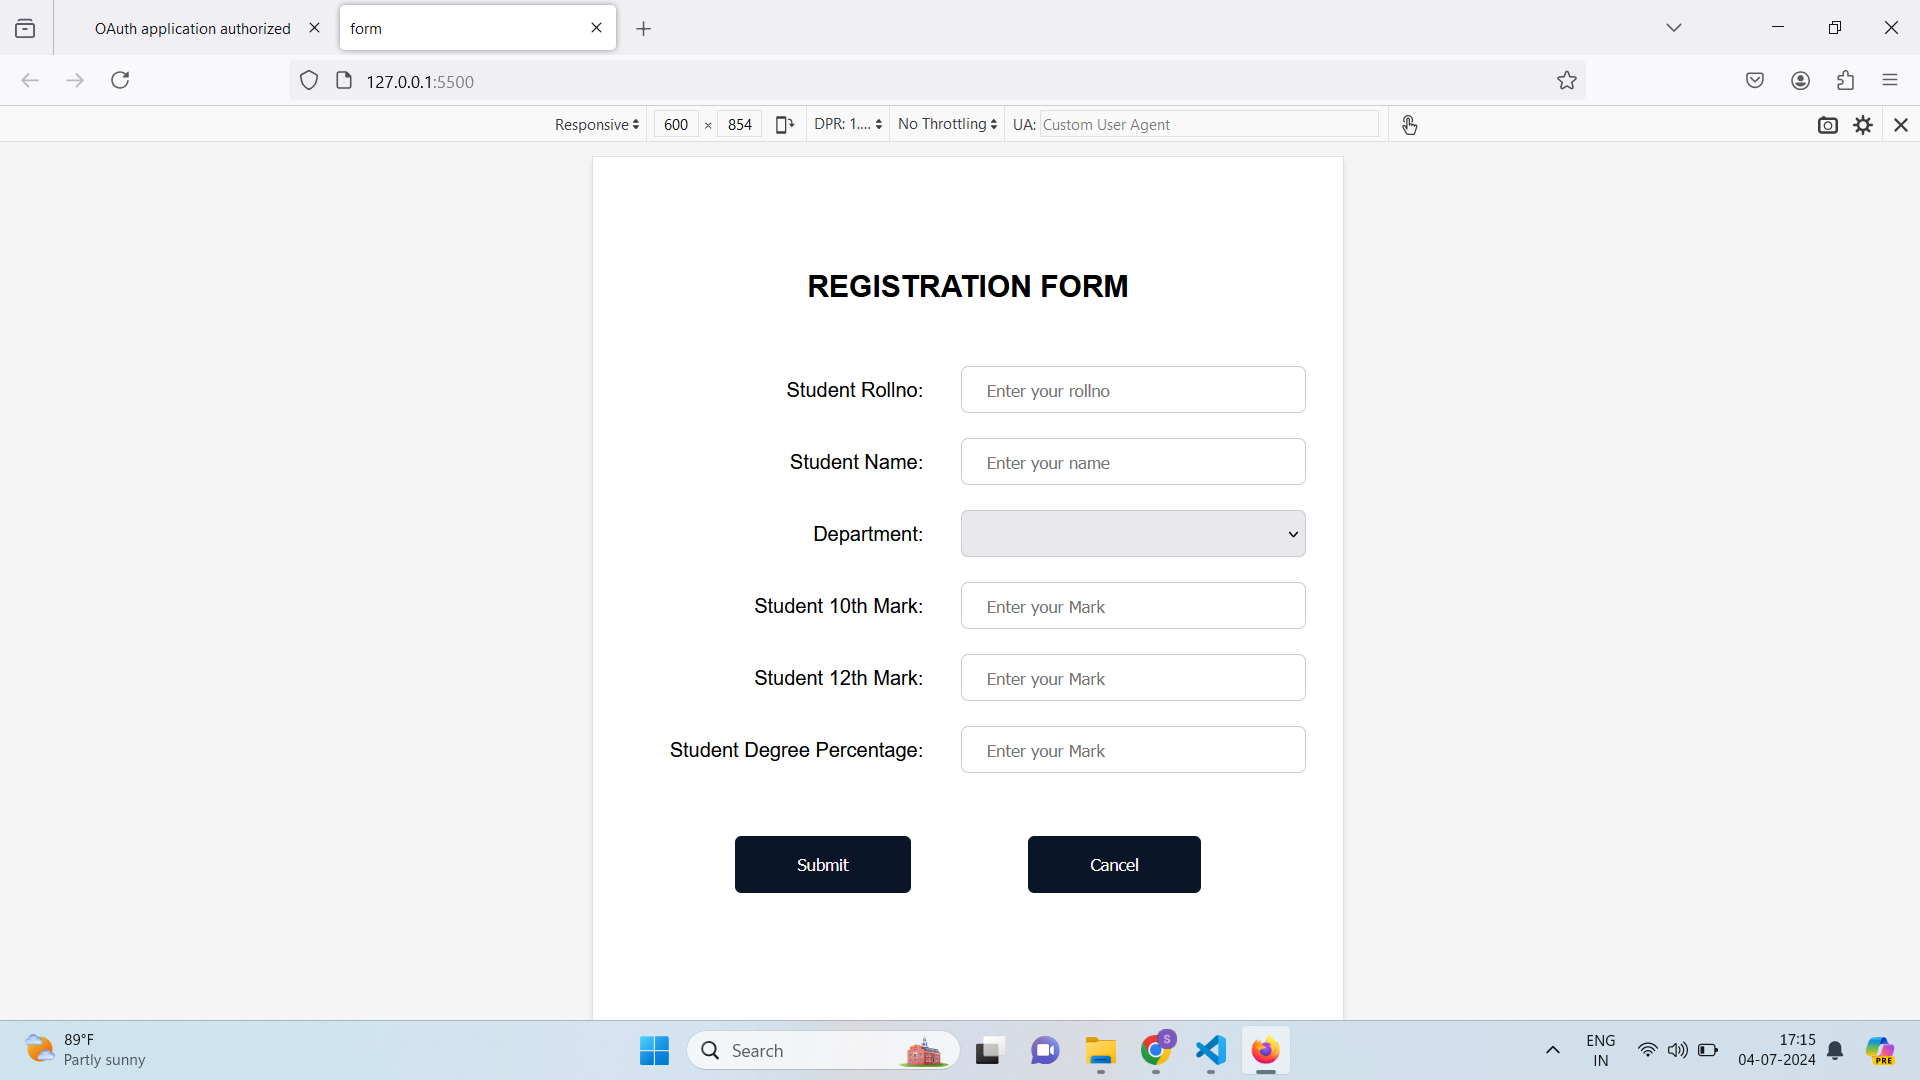 OAuth application authorized
form
127.0.0.1:5500
Responsive 600 × 854 DPR: 1.... No Throttling UA: Custom User Agent
REGISTRATION FORM
Student Rollno: Enter your rollno
Student Name: Enter your name
Department:
Student 10th Mark: Enter your Mark
Student 12th Mark: Enter your Mark
Student Degree Percentage: Enter your Mark
Submit Cancel
89°F
Partly sunny
Search
S
ENG
IN
17:15
04-07-2024
PRE